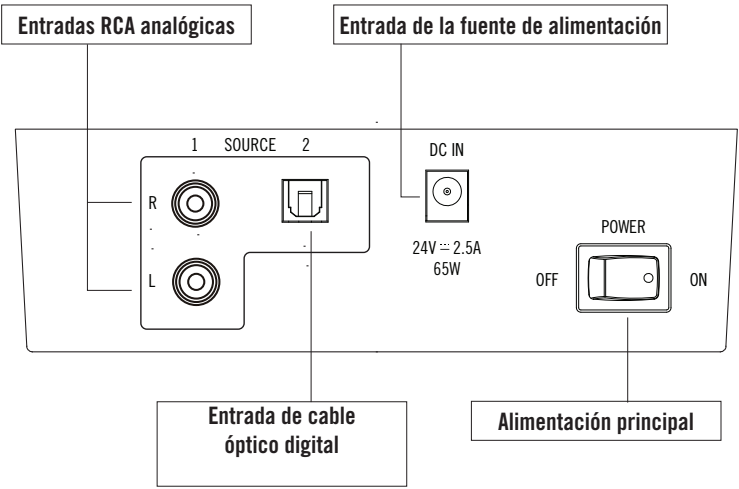 Entradas RCA analógicas
Entrada de la fuente de alimentación
1 SOURCE 2
DC IN
R
L
24V ⎓ 2.5A
65W
POWER
OFF
ON
Entrada de cable
óptico digital
Alimentación principal